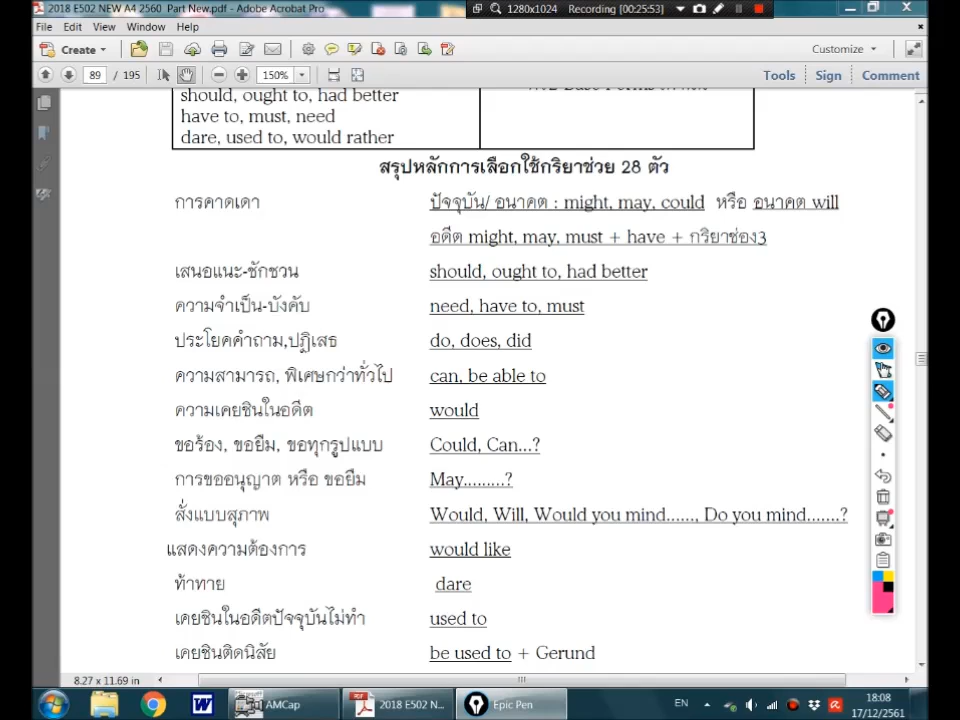 2018 E502 NEW A4 2560 Part New.pdf - Adobe Acrobat Pro
1280x1024 Recording [00:25:53]
File Edit View Window Help
Create Customize
89 / 195 150% Tools Sign Comment
should, ought to, had better
have to, must, need
dare, used to, would rather
สรุปหลักการเลือกใช้กริยาช่วย 28 ตัว
การคาดเดา ปัจจุบัน/ อนาคต : might, may, could หรือ อนาคต will
อดีต might, may, must + have + กริยาช่อง3
เสนอแนะ-ชักชวน should, ought to, had better
ความจำเป็น-บังคับ need, have to, must
ประโยคคำถาม,ปฏิเสธ do, does, did
ความสามารถ, พิเศษกว่าทั่วไป can, be able to
ความเคยชินในอดีต would
ขอร้อง, ขอยืม, ขอทุกรูปแบบ Could, Can...?
การขออนุญาต หรือ ขอยืม May.........?
สั่งแบบสุภาพ Would, Will, Would you mind......, Do you mind.......?
แสดงความต้องการ would like
ท้าทาย dare
เคยชินในอดีตปัจจุบันไม่ทำ used to
เคยชินติดนิสัย be used to + Gerund
8.27 x 11.69 in
AMCap 2018 E502 N... Epic Pen EN 18:08
17/12/2561